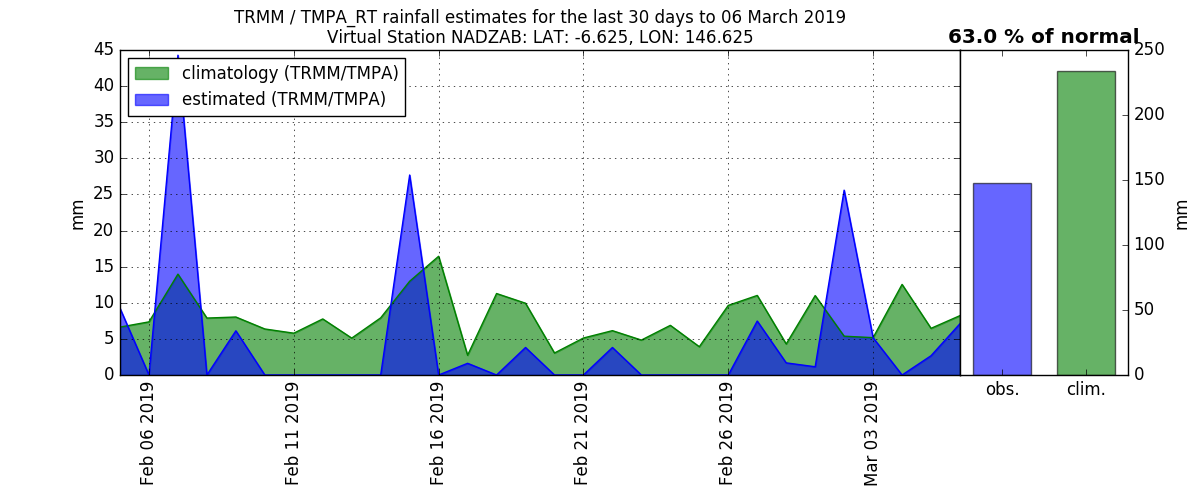 TRMM / TMPA_RT rainfall estimates for the last 30 days to 06 March 2019
Virtual Station NADZAB: LAT: -6.625, LON: 146.625
63.0 % of normal
climatology (TRMM/TMPA)
estimated (TRMM/TMPA)
mm
45
40
35
30
25
20
15
10
5
0
Feb 06 2019
Feb 11 2019
Feb 16 2019
Feb 21 2019
Feb 26 2019
Mar 03 2019
obs.
clim.
250
200
150
100
50
0
mm